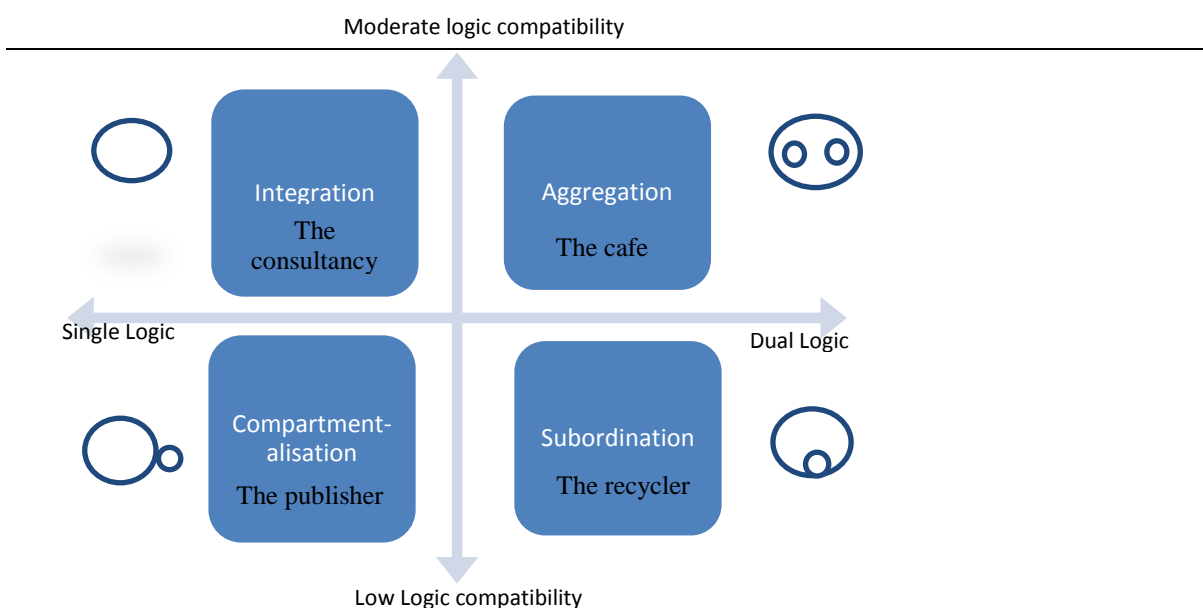 Moderate logic compatibility
Integration
The
consultancy
Aggregation
The cafe
Single Logic
Dual Logic
Compartment-
alisation
The publisher
Subordination
The recycler
Low Logic compatibility